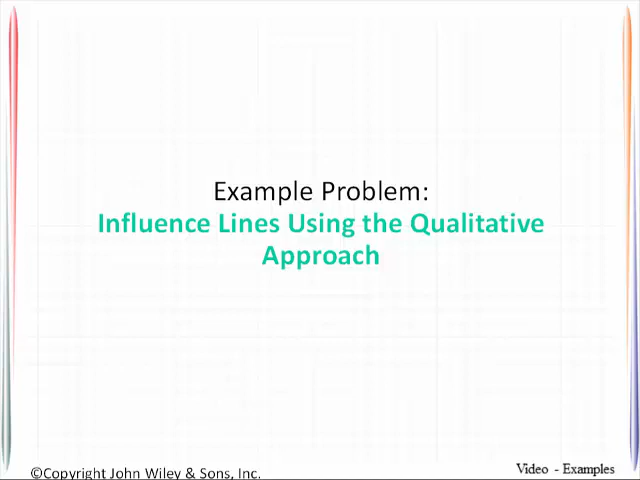 Example Problem:
Influence Lines Using the Qualitative
Approach
©Copyright John Wiley & Sons, Inc.
Video - Examples